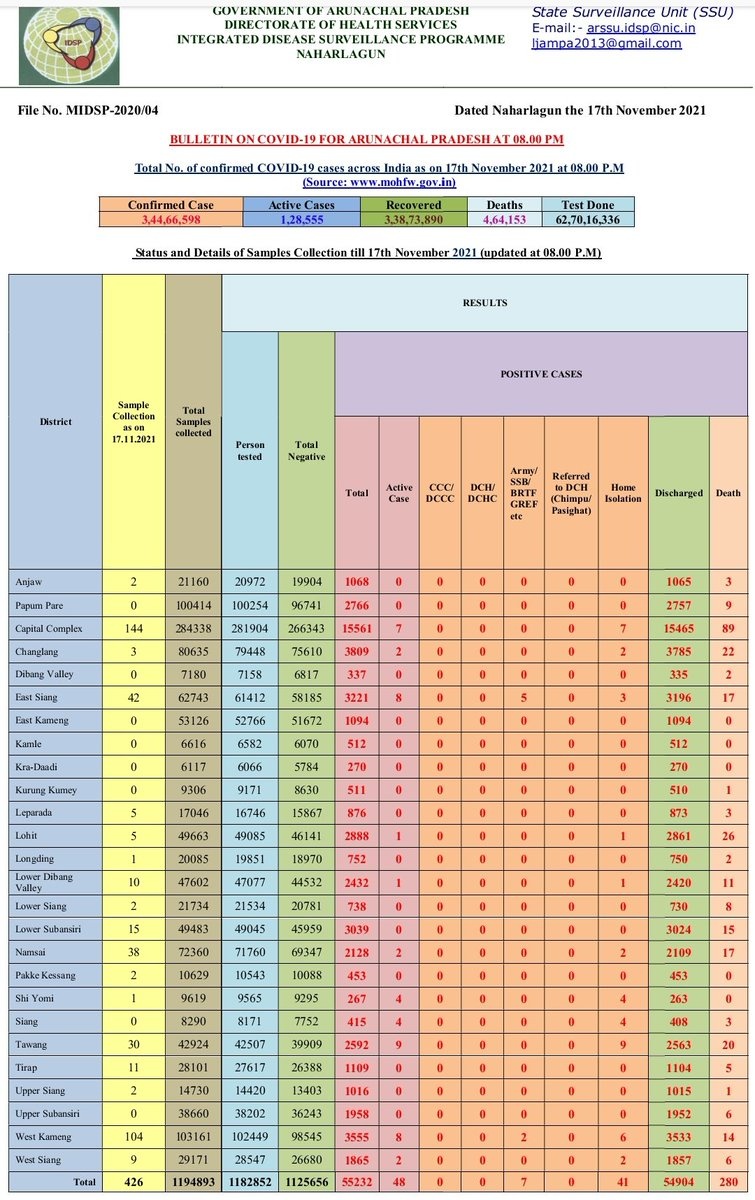 GOVERNMENT OF ARUNACHAL PRADESH
DIRECTORATE OF HEALTH SERVICES
INTEGRATED DISEASE SURVEILLANCE PROGRAMME
NAHARLAGUN
State Surveillance Unit (SSU)
E-mail:- arssu.idsp@nic.in
ljampa2013@gmail.com
IDSP
File No. MIDSP-2020/04 Dated Naharlagun the 17th November 2021
BULLETIN ON COVID-19 FOR ARUNACHAL PRADESH AT 08.00 PM
Total No. of confirmed COVID-19 cases across India as on 17th November 2021 at 08.00 P.M
(Source: www.mohfw.gov.in)
Confirmed Case Active Cases Recovered Deaths Test Done
3,44,66,598 1,28,555 3,38,73,890 4,64,153 62,70,16,336
Status and Details of Samples Collection till 17th November 2021 (updated at 08.00 P.M)
RESULTS
POSITIVE CASES
District
Sample
Collection
as on
17.11.2021
Total
Samples
collected
Person
tested
Total
Negative
Total
Active
Case
CCC/
DCCC
DCH/
DCHC
Army/
SSB/
BRTF
GREF
etc
Referred
to DCH
(Chimpu/
Pasighat)
Home
Isolation
Discharged
Death
Anjaw 2 21160 20972 19904 1068 0 0 0 0 0 0 1065 3
Papum Pare 0 100414 100254 96741 2766 0 0 0 0 0 0 2757 9
Capital Complex 144 284338 281904 266343 15561 7 0 0 0 0 7 15465 89
Changlang 3 80635 79448 75610 3809 2 0 0 0 0 2 3785 22
Dibang Valley 0 7180 7158 6817 337 0 0 0 0 0 0 335 2
East Siang 42 62743 61412 58185 3221 8 0 0 5 0 3 3196 17
East Kameng 0 53126 52766 51672 1094 0 0 0 0 0 0 1094 0
Kamle 0 6616 6582 6070 512 0 0 0 0 0 0 512 0
Kra-Daadi 0 6117 6066 5784 270 0 0 0 0 0 0 270 0
Kurung Kumey 0 9306 9171 8630 511 0 0 0 0 0 0 510 1
Leparada 5 17046 16746 15867 876 0 0 0 0 0 0 873 3
Lohit 5 49663 49085 46141 2888 1 0 0 0 0 1 2861 26
Longding 1 20085 19851 18970 752 0 0 0 0 0 0 750 2
Lower Dibang
Valley 10 47602 47077 44532 2432 1 0 0 0 0 1 2420 11
Lower Siang 2 21734 21534 20781 738 0 0 0 0 0 0 730 8
Lower Subansiri 15 49483 49045 45959 3039 0 0 0 0 0 0 3024 15
Namsai 38 72360 71760 69347 2128 2 0 0 0 0 2 2109 17
Pakke Kessang 2 10629 10543 10088 453 0 0 0 0 0 0 453 0
Shi Yomi 1 9619 9565 9295 267 4 0 0 0 0 4 263 0
Siang 0 8290 8171 7752 415 4 0 0 0 0 4 408 3
Tawang 30 42924 42507 39909 2592 9 0 0 0 0 9 2563 20
Tirap 11 28101 27617 26388 1109 0 0 0 0 0 0 1104 5
Upper Siang 2 14730 14420 13403 1016 0 0 0 0 0 0 1015 1
Upper Subansiri 0 38660 38202 36243 1958 0 0 0 0 0 0 1952 6
West Kameng 104 103161 102449 98545 3555 8 0 0 2 0 6 3533 14
West Siang 9 29171 28547 26680 1865 2 0 0 0 0 2 1857 6
Total 426 1194893 1182852 1125656 55232 48 0 0 7 0 41 54904 280